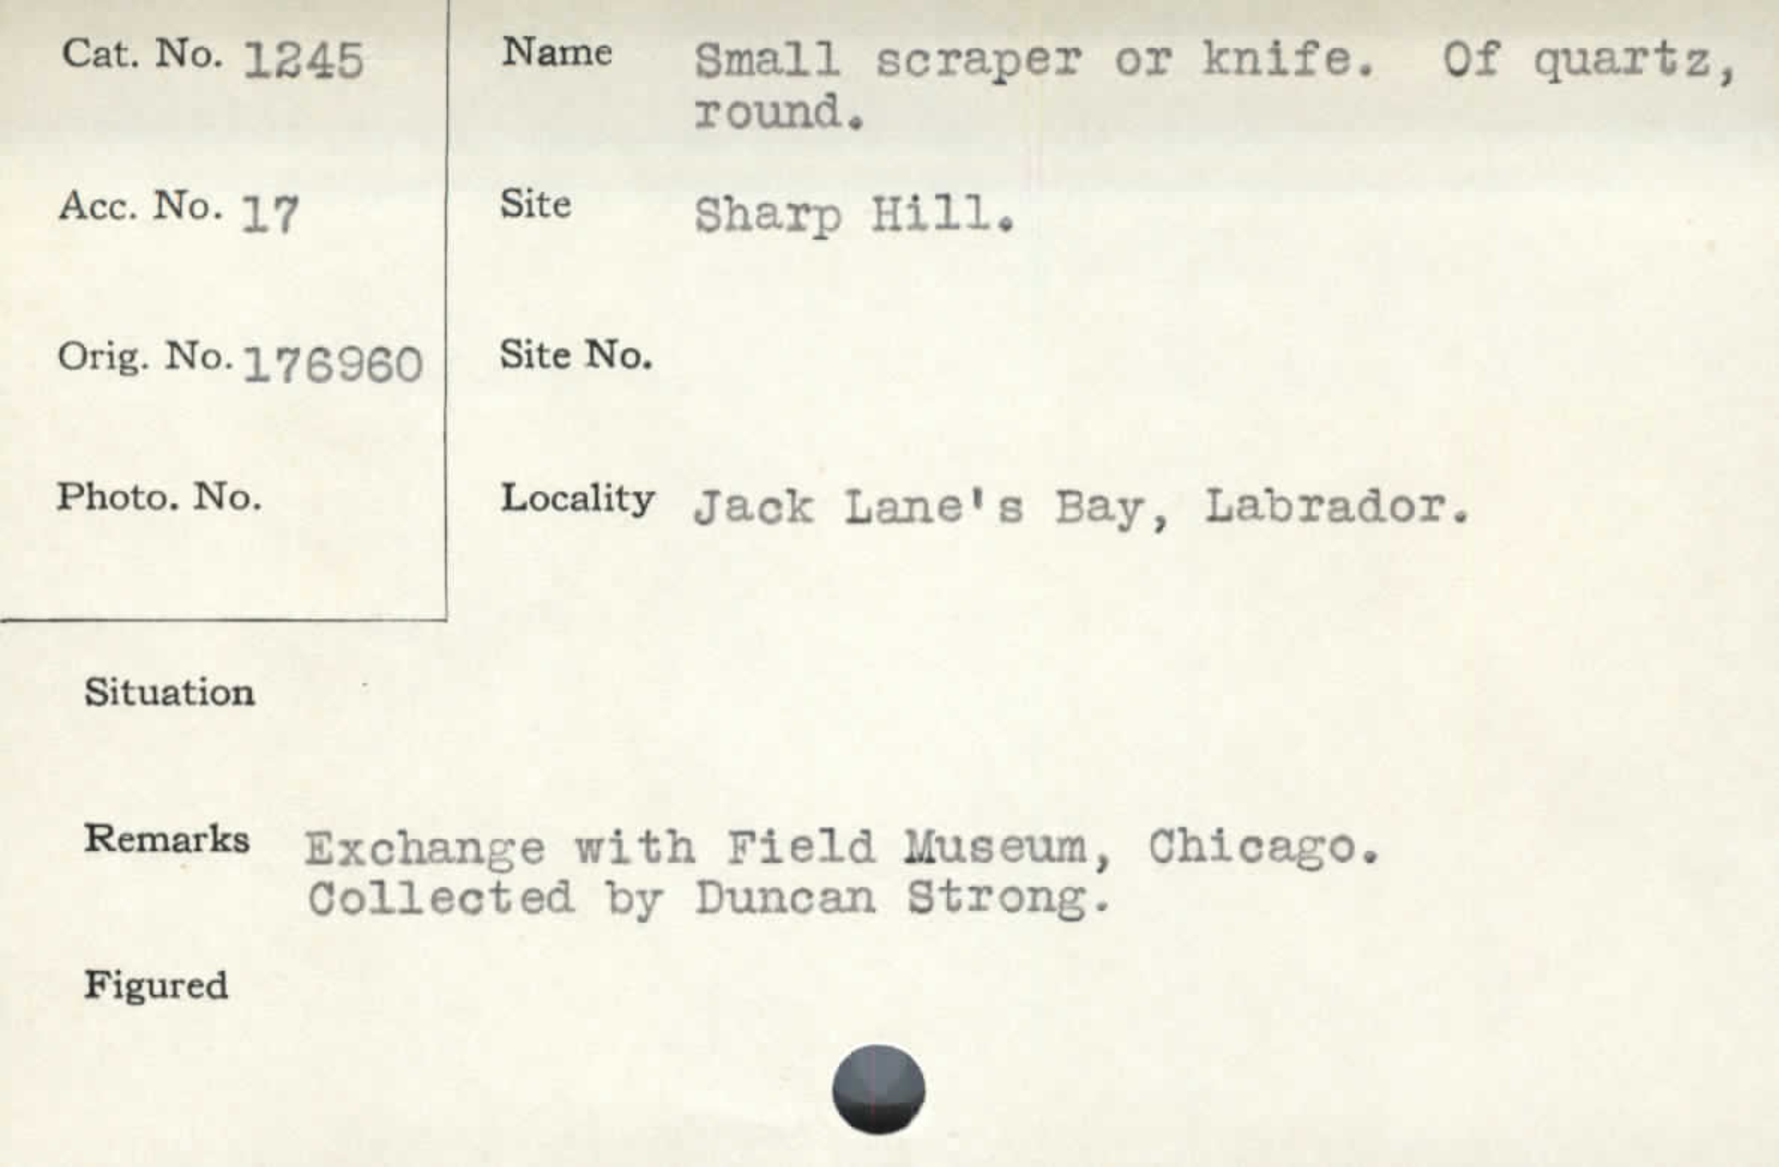 Cat. No. 1245
Name Small scraper or knife. Of quartz,
round.
Acc. No. 17
Site Sharp Hill.
Orig. No. 176960
Site No.
Photo. No.
Locality Jack Lane's Bay, Labrador.
Situation
Remarks Exchange with Field Museum, Chicago.
Collected by Duncan Strong.
Figured